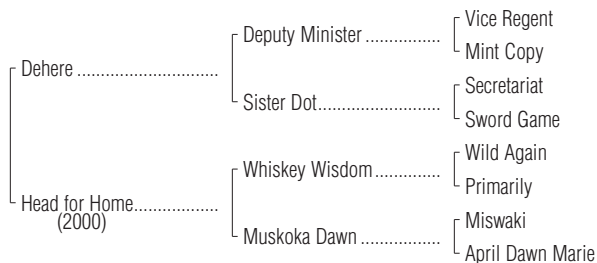 Vice Regent
Deputy Minister ................
Mint Copy
Dehere ..............................
Secretariat
Sister Dot..........................
Sword Game
Wild Again
Whiskey Wisdom..............
Primarily
Head for Home..................
(2000)
Miswaki
Muskoka Dawn .................
April Dawn Marie